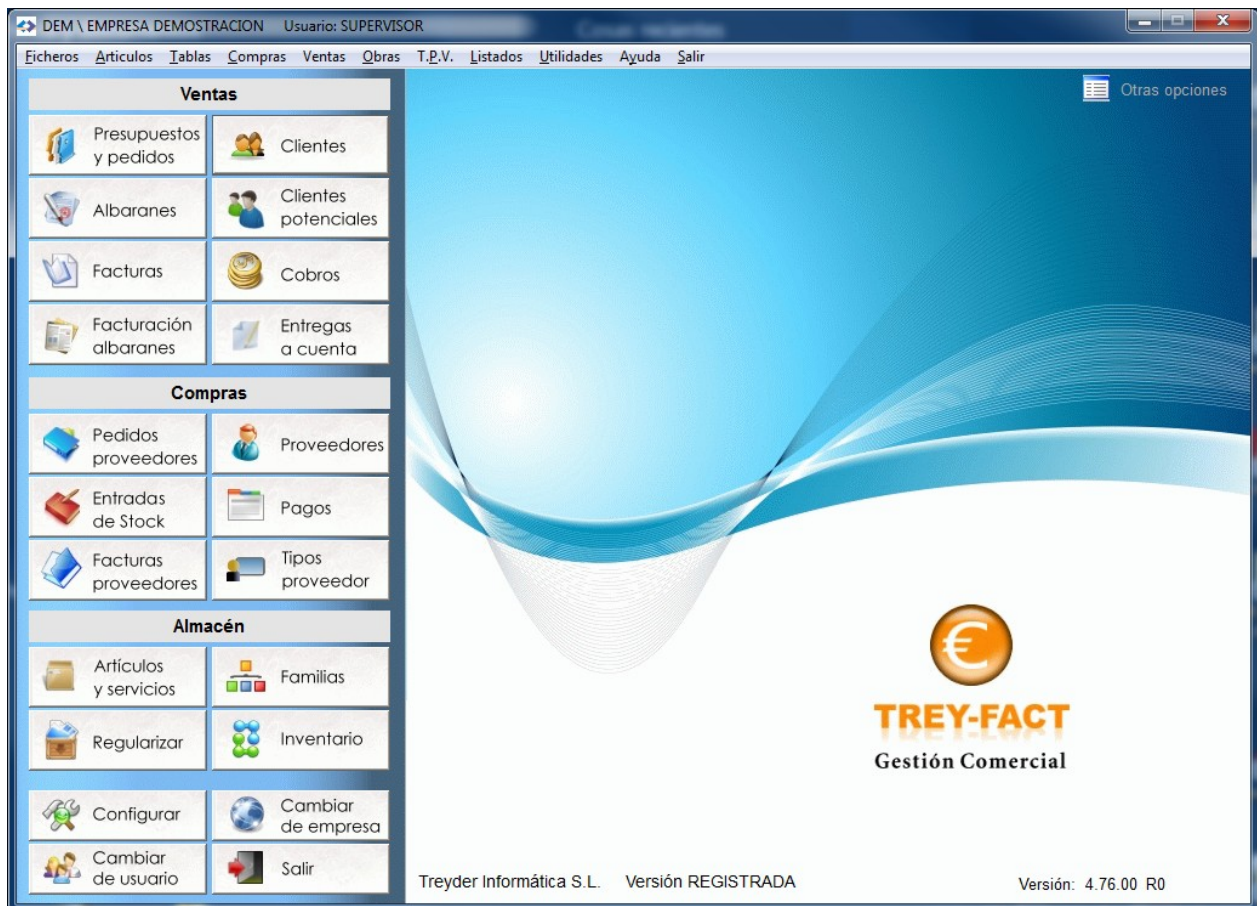 DEM \ EMPRESA DEMOSTRACION Usuario: SUPERVISOR
Ficheros Articulos Tablas Compras Ventas Obras T.P.V. Listados Utilidades Ayuda Salir
Otras opciones
Ventas
Presupuestos
y pedidos
Clientes
Albaranes
Clientes
potenciales
Facturas
Cobros
Facturación
albaranes
Entregas
a cuenta
Compras
Pedidos
proveedores
Proveedores
Entradas
de Stock
Pagos
Facturas
proveedores
Tipos
proveedor
Almacén
Artículos
y servicios
Familias
Regularizar
Inventario
Configurar
Cambiar
de empresa
Cambiar
de usuario
Salir
€
TREY-FACT
Gestión Comercial
Treyder Informática S.L. Versión REGISTRADA
Versión: 4.76.00 R0